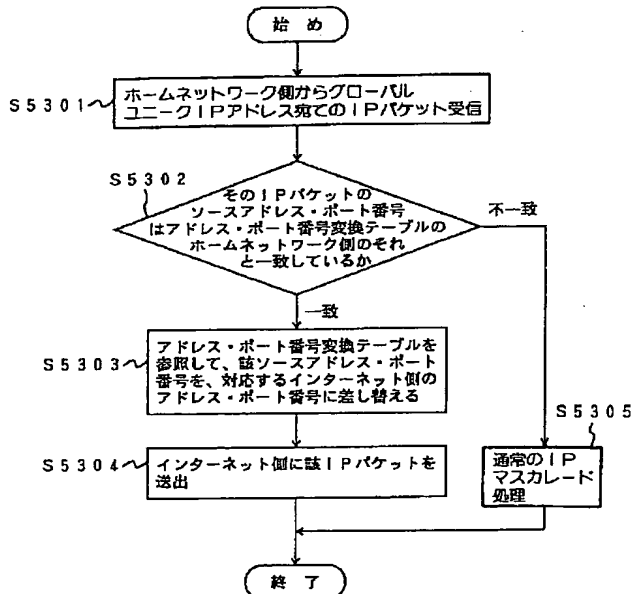 始め
S5301
ホームネットワーク側からグローバル
ユニークIPアドレス宛てのIPパケット受信
S5302
そのIPパケットの
ソースアドレス・ポート番号
はアドレス・ポート番号変換テーブルの
ホームネットワーク側のそれ
と一致しているか
不一致
一致
S5303
アドレス・ポート番号変換テーブルを
参照して、該ソースアドレス・ポート
番号を、対応するインターネット側の
アドレス・ポート番号に差し替える
S5304
インターネット側に該IPパケットを
送出
S5305
通常のIP
マスカレード
処理
終了